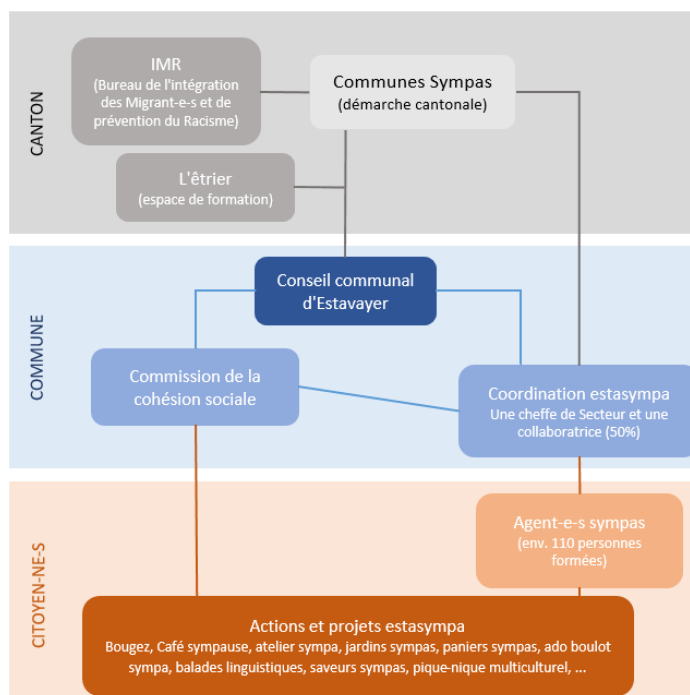 CANTON
IMR
(Bureau de l'intégration
des Migrant-e-s et de
prévention du Racisme)
Communes Sympas
(démarche cantonale)
L'êtrier
(espace de formation)
COMMUNE
Conseil communal
d'Estavayer
Commission de la
cohésion sociale
Coordination estasympa
Une cheffe de Secteur et une
collaboratrice (50%)
CITOYEN-NE-S
Agent-e-s sympas
(env. 110 personnes
formées)
Actions et projets estasympa
Bougez, Café sympause, atelier sympa, jardins sympas, paniers sympas, ado boulot
sympa, balades linguistiques, saveurs sympas, pique-nique multiculturel, ...